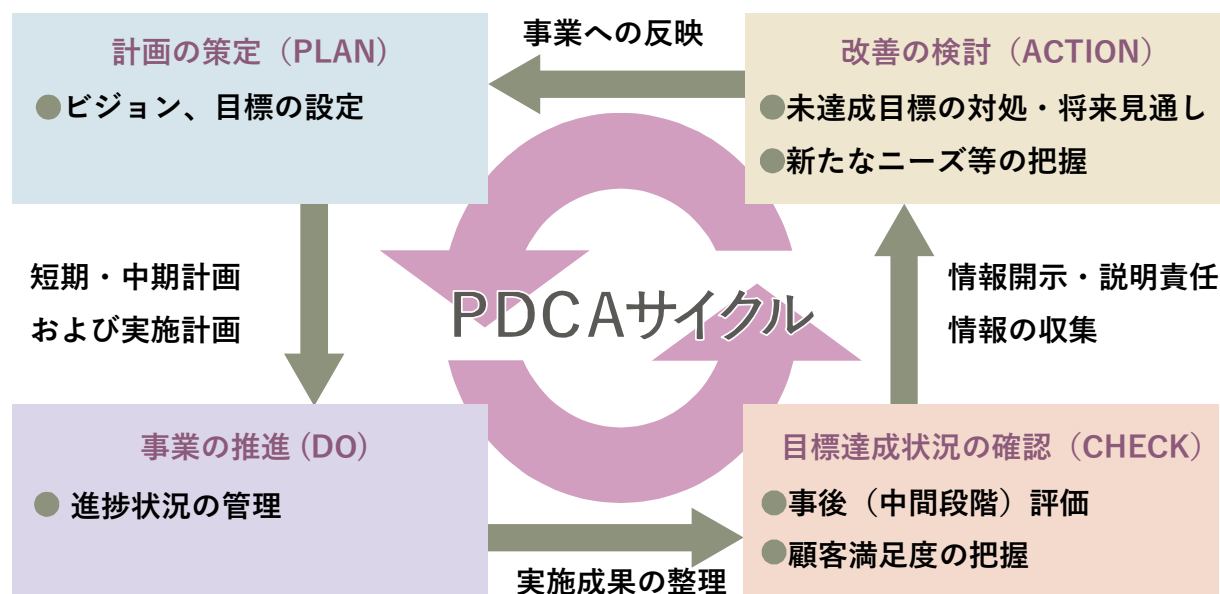 計画の策定（PLAN）
●ビジョン、目標の設定
事業への反映
改善の検討（ACTION）
●未達成目標の対処・将来見通し
●新たなニーズ等の把握
短期・中期計画
および実施計画
PDCAサイクル
情報開示・説明責任
情報の収集
事業の推進(DO)
● 進捗状況の管理
実施成果の整理
目標達成状況の確認（CHECK）
●事後（中間段階）評価
●顧客満足度の把握